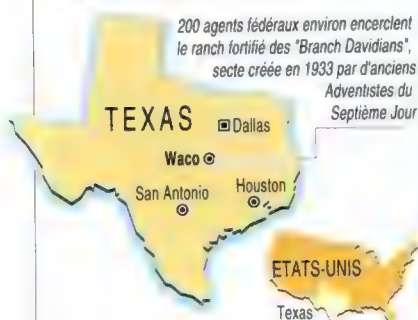 200 agents fédéraux environ encerclent
le ranch fortifié des "Branch Davidians",
secte créée en 1933 par d'anciens
Adventistes du
Septième Jour
TEXAS
Dallas
Waco
San Antonio
Houston
ETATS-UNIS
Texas